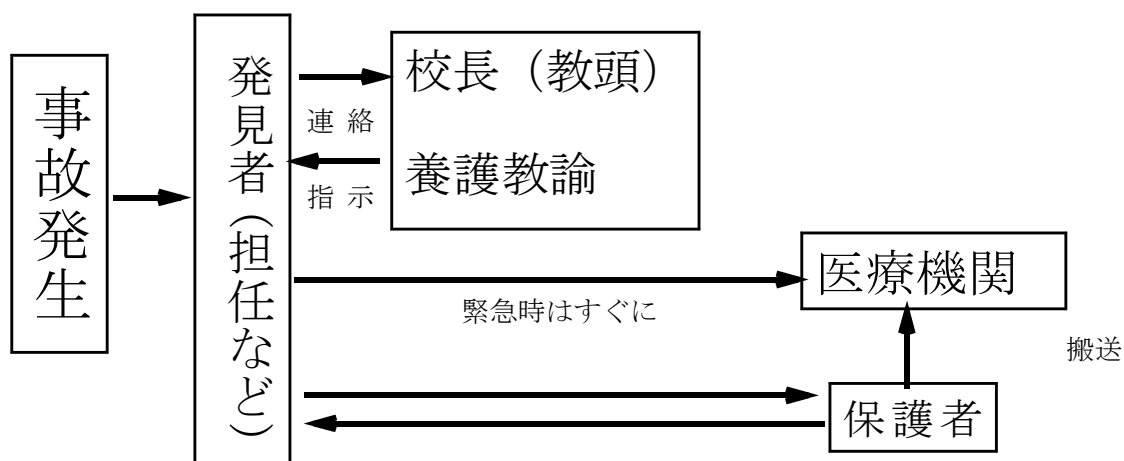 事故発生
発見者（担任など）
校長（教頭）
連 絡
養護教諭
指 示
医療機関
緊急時はすぐに
搬送
保護者